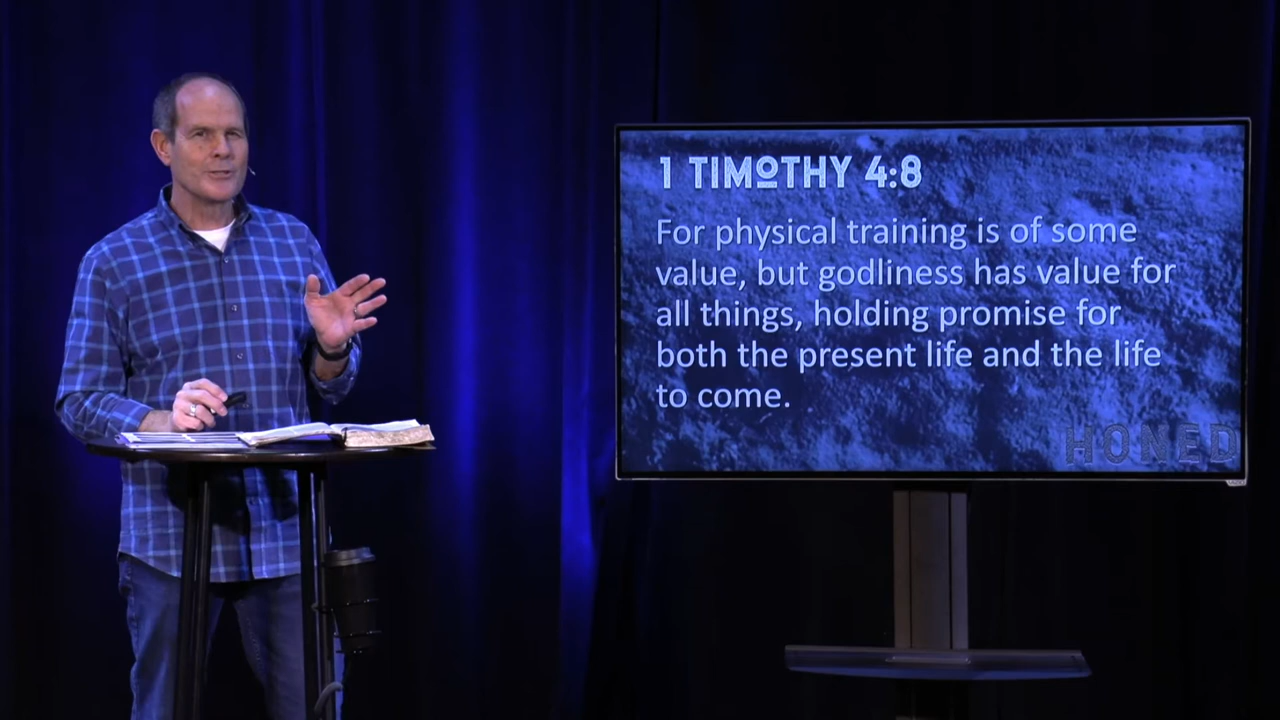 1 TIMOTHY 4:8
For physical training is of some
value, but godliness has value for
all things, holding promise for
both the present life and the life
to come.
HONED